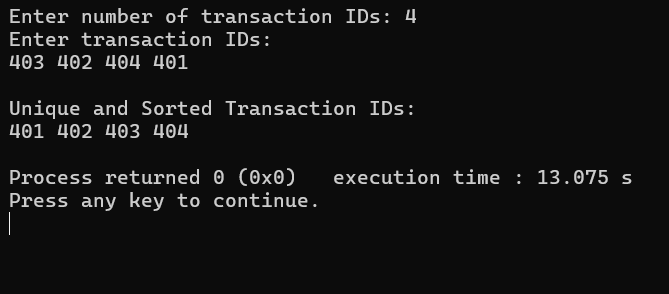 Enter number of transaction IDs: 4
Enter transaction IDs:
403 402 404 401
Unique and Sorted Transaction IDs:
401 402 403 404
Process returned 0 (0x0)   execution time : 13.075 s
Press any key to continue.